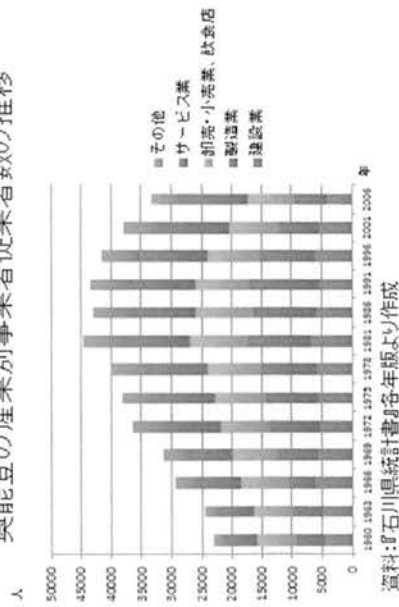 奥能登の産業別事業者従業者数の推移
人
50000
45000
40000
35000
30000
25000
20000
15000
10000
5000
0
1960 1963 1966 1969 1972 1975 1978 1981 1986 1991 1996 2001 2006 年
その他
サービス業
卸売・小売業、飲食店
製造業
建設業
資料:『石川県統計書』各年版より作成